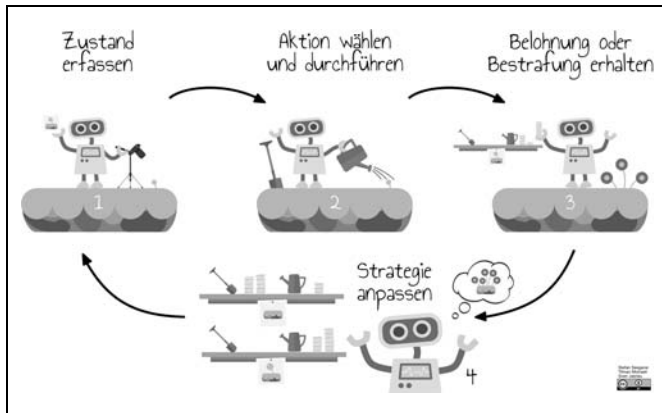 Zustand
erfassen
Aktion wählen
und durchführen
Belohnung oder
Bestrafung erhalten
1
2
3
Strategie
anpassen
4